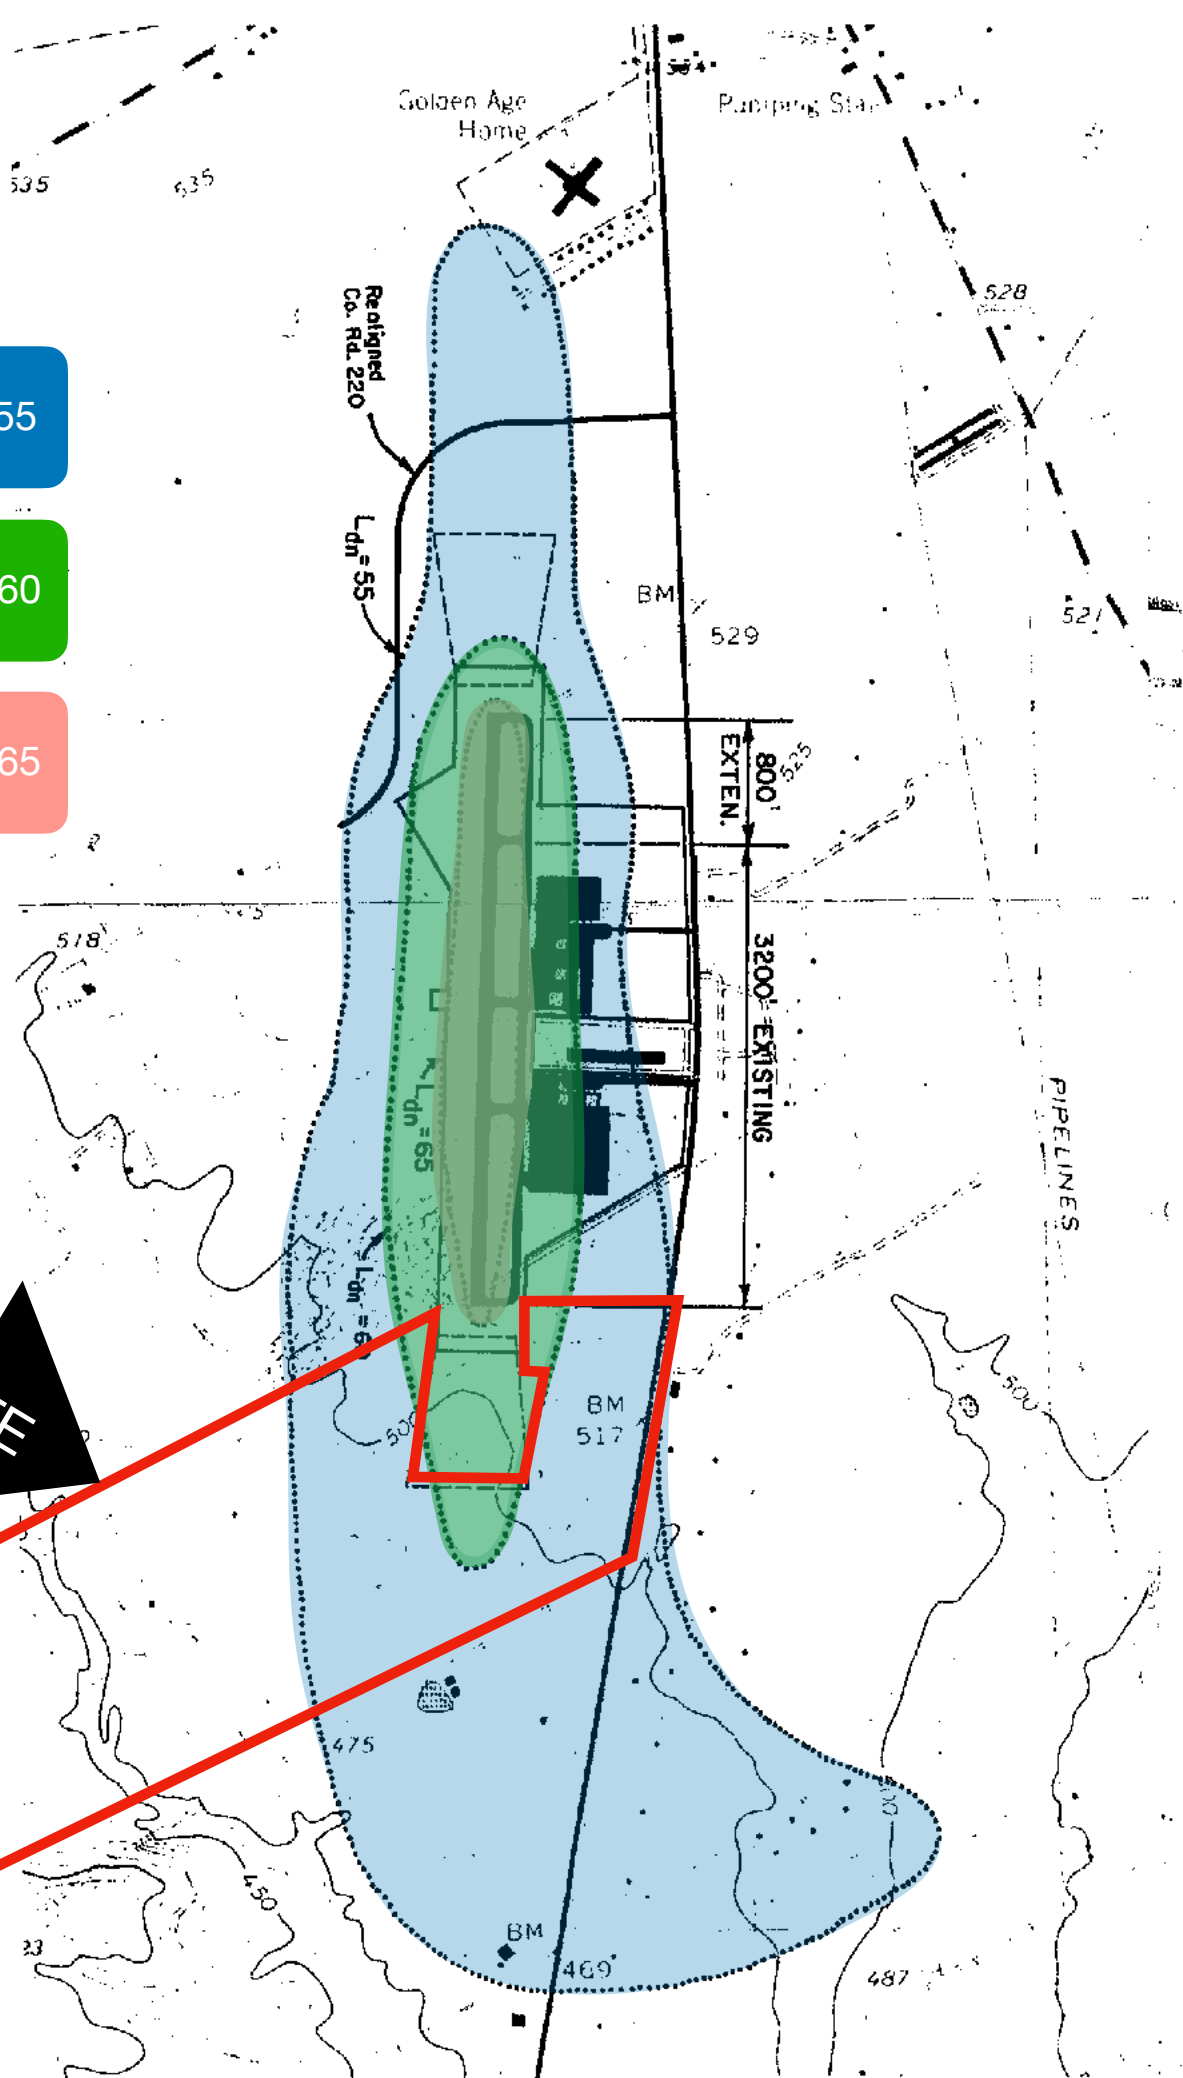 Golden Age
Home
Pumping Sta
535
635
528
Realigned
Co. Rd. 220
55
Ldn = 55
60
BM
529
521
65
800'
EXTEN.
525
518
3200' EXISTING
Ldn = 65
PIPELINES
Ldn = 6
500
BM
517
500
475
450
BM
469
487